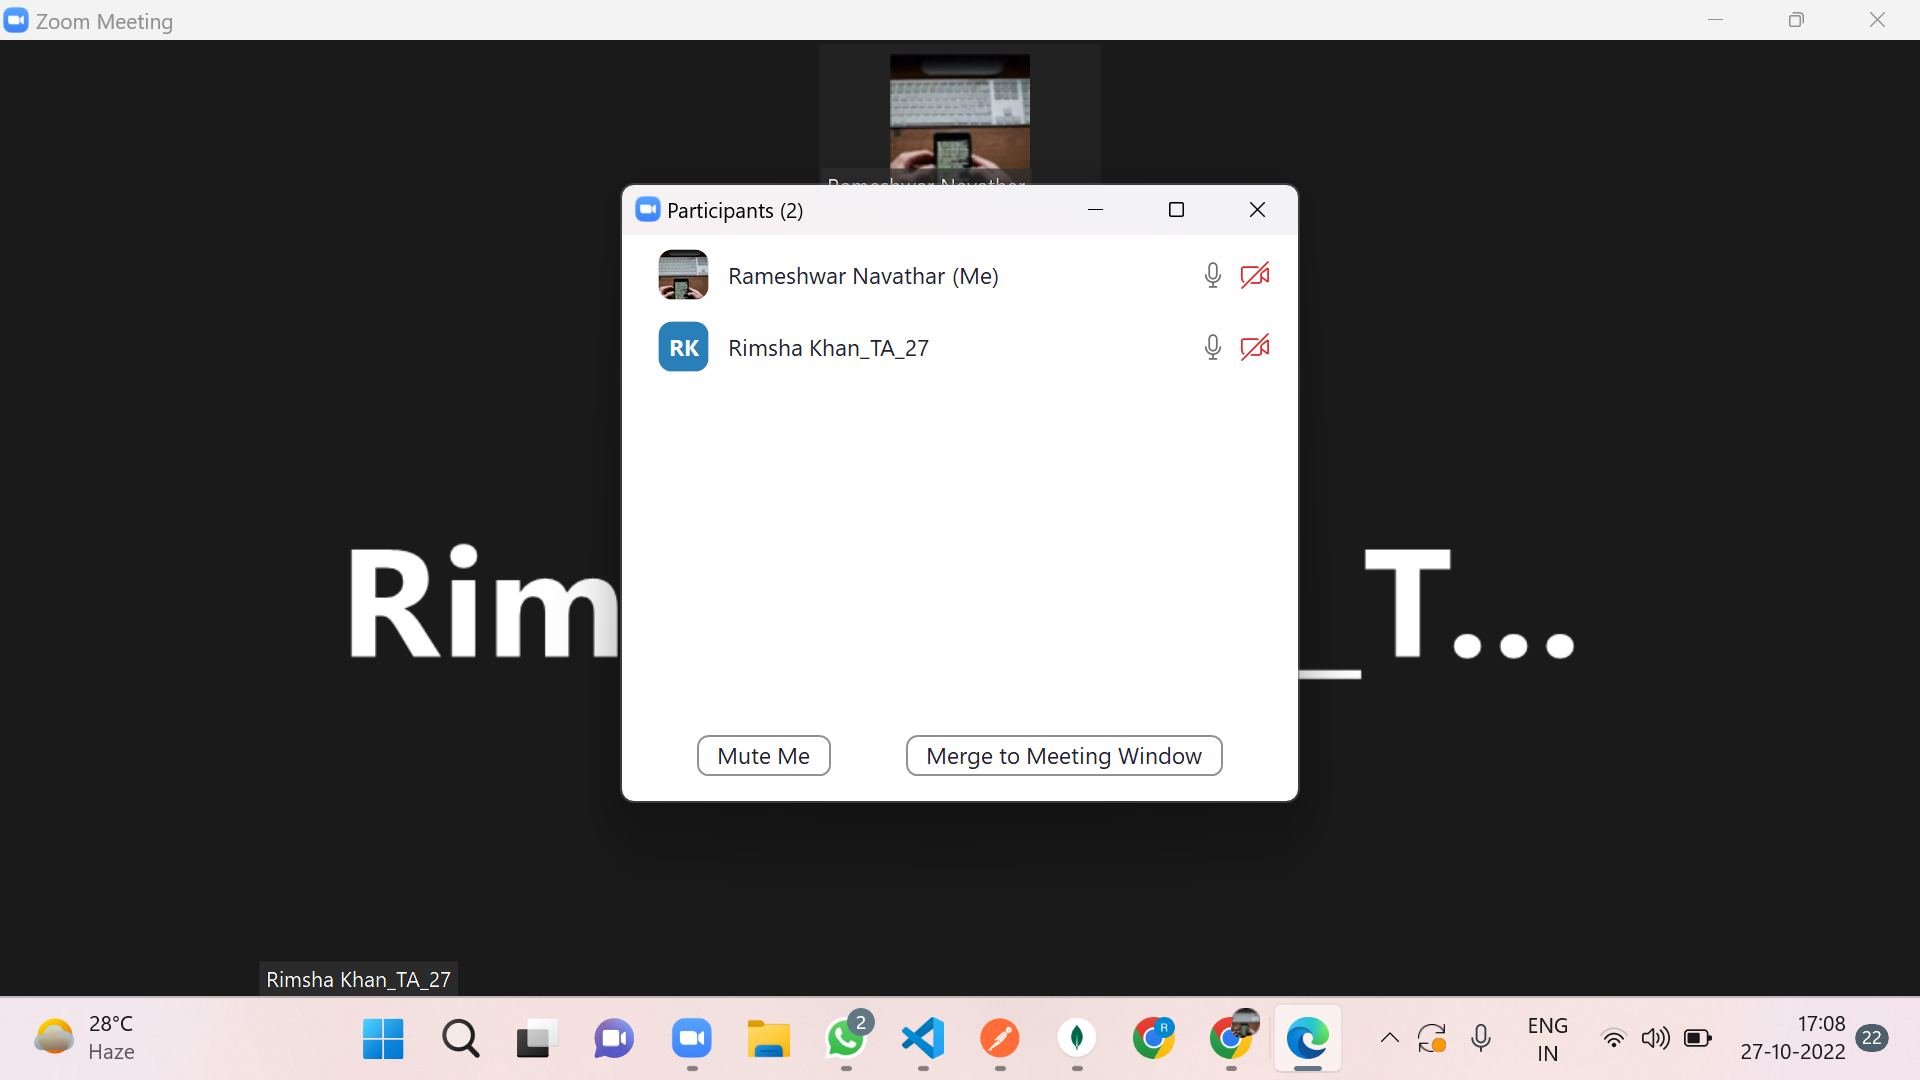 Zoom Meeting
Rameshwar Navathar
Participants (2)
Rameshwar Navathar (Me)
RK Rimsha Khan_TA_27
Rim _T...
Mute Me Merge to Meeting Window
Rimsha Khan_TA_27
28°C
Haze
2
R
ENG
IN
17:08
27-10-2022
22